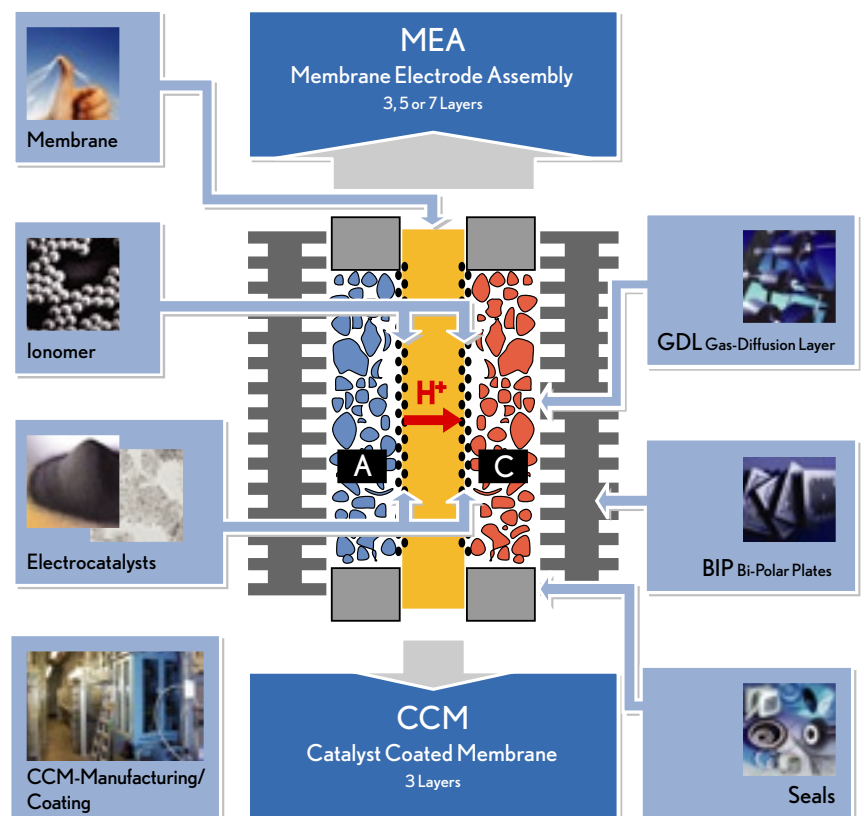 MEA
Membrane Electrode Assembly
3, 5 or 7 Layers
Membrane
Ionomer
GDL Gas-Diffusion Layer
H+
A
C
Electrocatalysts
BIP Bi-Polar Plates
CCM
Catalyst Coated Membrane
3 Layers
CCM-Manufacturing/
Coating
Seals